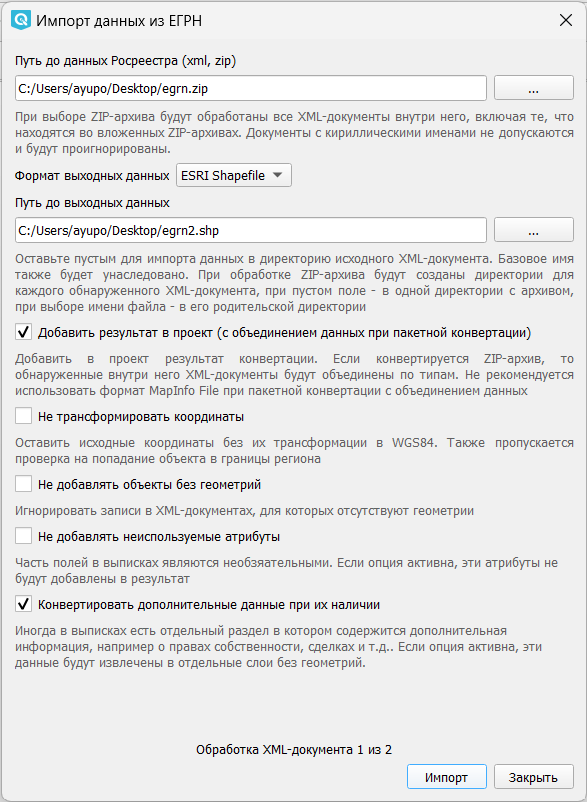 Импорт данных из ЕГРН
Путь до данных Росреестра (xml, zip)
C:/Users/ayupo/Desktop/egrn.zip
...
При выборе ZIP-архива будут обработаны все XML-документы внутри него, включая те, что
находятся во вложенных ZIP-архивах. Документы с кириллическими именами не допускаются
и будут проигнорированы.
Формат выходных данных
ESRI Shapefile
Путь до выходных данных
C:/Users/ayupo/Desktop/egrn2.shp
...
Оставьте пустым для импорта данных в директорию исходного XML-документа. Базовое имя
также будет унаследовано. При обработке ZIP-архива будут созданы директории для
каждого обнаруженного XML-документа, при пустом поле - в одной директории с архивом,
при выборе имени файла - в его родительской директории
Добавить результат в проект (с объединением данных при пакетной конвертации)
Добавить в проект результат конвертации. Если конвертируется ZIP-архив, то
обнаруженные внутри него XML-документы будут объединены по типам. Не рекомендуется
использовать формат MapInfo File при пакетной конвертации с объединением данных
Не трансформировать координаты
Оставить исходные координаты без их трансформации в WGS84. Также пропускается
проверка на попадание объекта в границы региона
Не добавлять объекты без геометрий
Игнорировать записи в XML-документах, для которых отсутствуют геометрии
Не добавлять неиспользуемые атрибуты
Часть полей в выписках являются необзятельными. Если опция активна, эти атрибуты не
будут добавлены в результат
Конвертировать дополнительные данные при их наличии
Иногда в выписках есть отдельный раздел в котором содержится дополнительная
информация, например о правах собственности, сделках и т.д.. Если опция активна, эти
данные будут извлечены в отдельные слои без геометрий.
Обработка XML-документа 1 из 2
Импорт
Закрыть